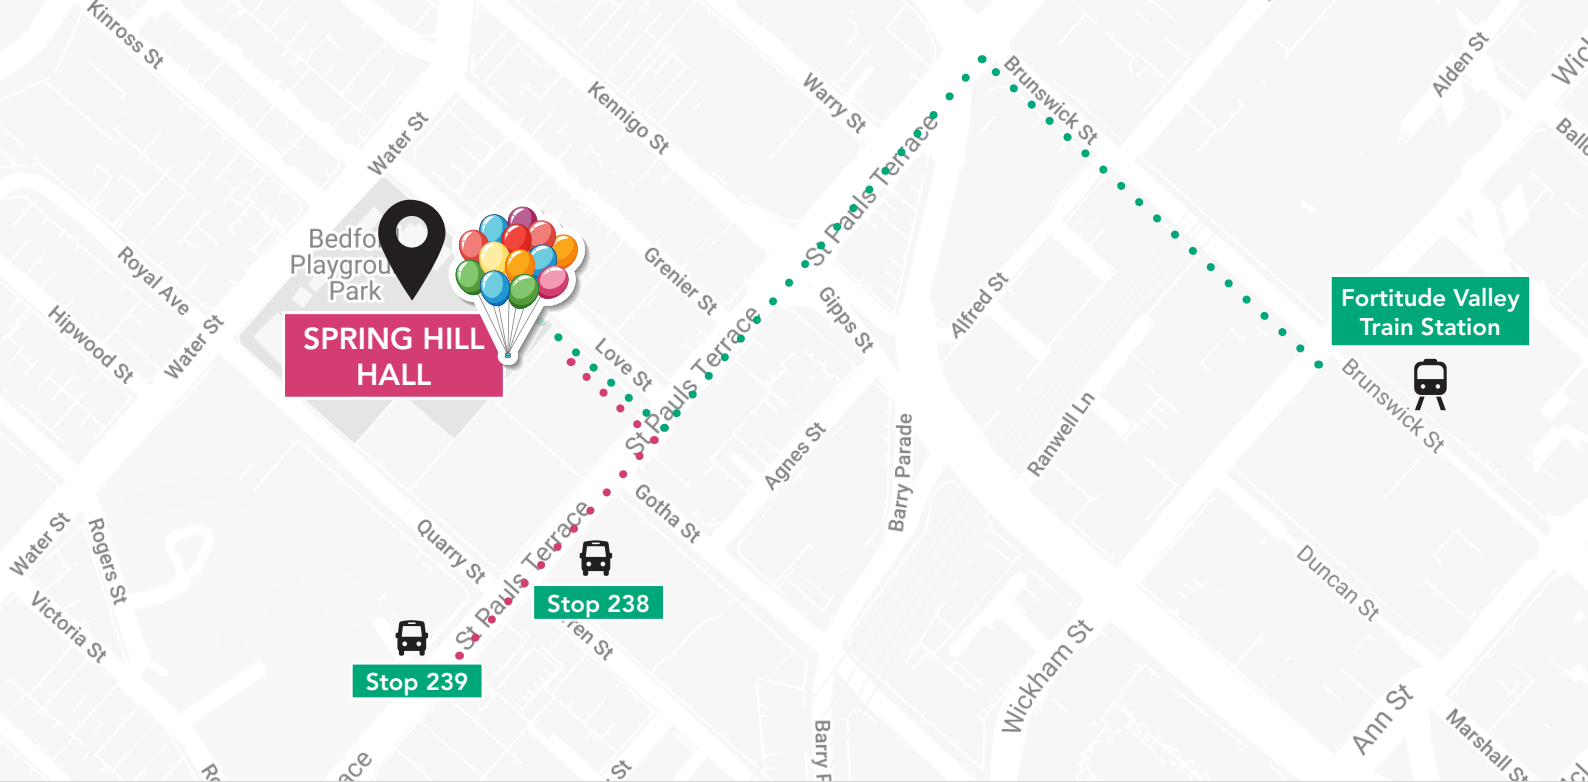 Kinross St
Water St
Kennigo St
Warry St
Brunswick St
Alden St
St Pauls Terrace
Royal Ave
Hipwood St
Water St
Grenier St
Gipps St
Alfred St
SPRING HILL
HALL
Love St
St Pauls Terrace
Fortitude Valley
Train Station
Brunswick St
Agnes St
Barry Parade
Ranwell Ln
Gotha St
Quarry St
St Pauls Terrace
Water St
Rogers St
Victoria St
Stop 238
Stop 239
Duncan St
Wickham St
Ann St
Marshall St
Park